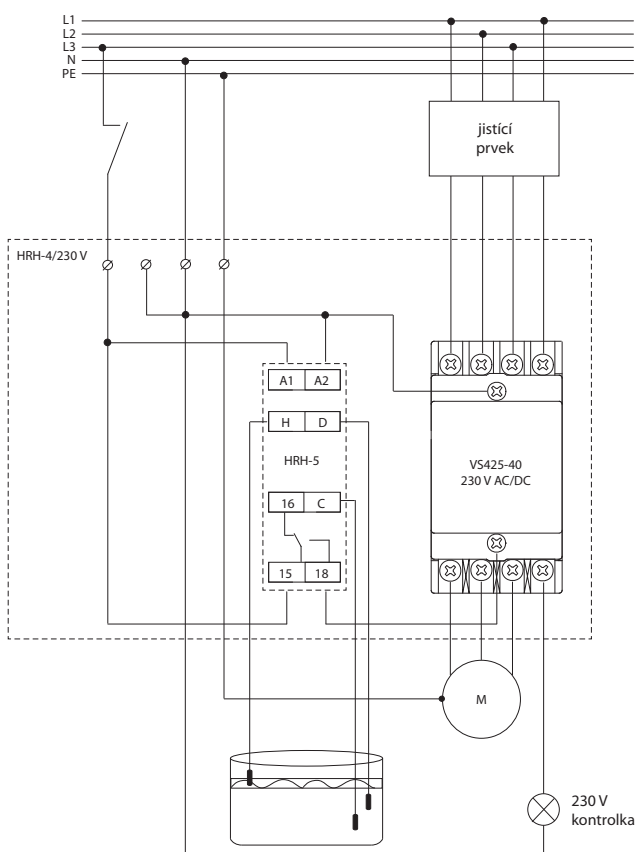 L1
L2
L3
N
PE
jistící
prvek
HRH-4/230 V
A1 A2
H D
HRH-5
VS425-40
230 V AC/DC
16 C
15 18
M
230 V
kontrolka